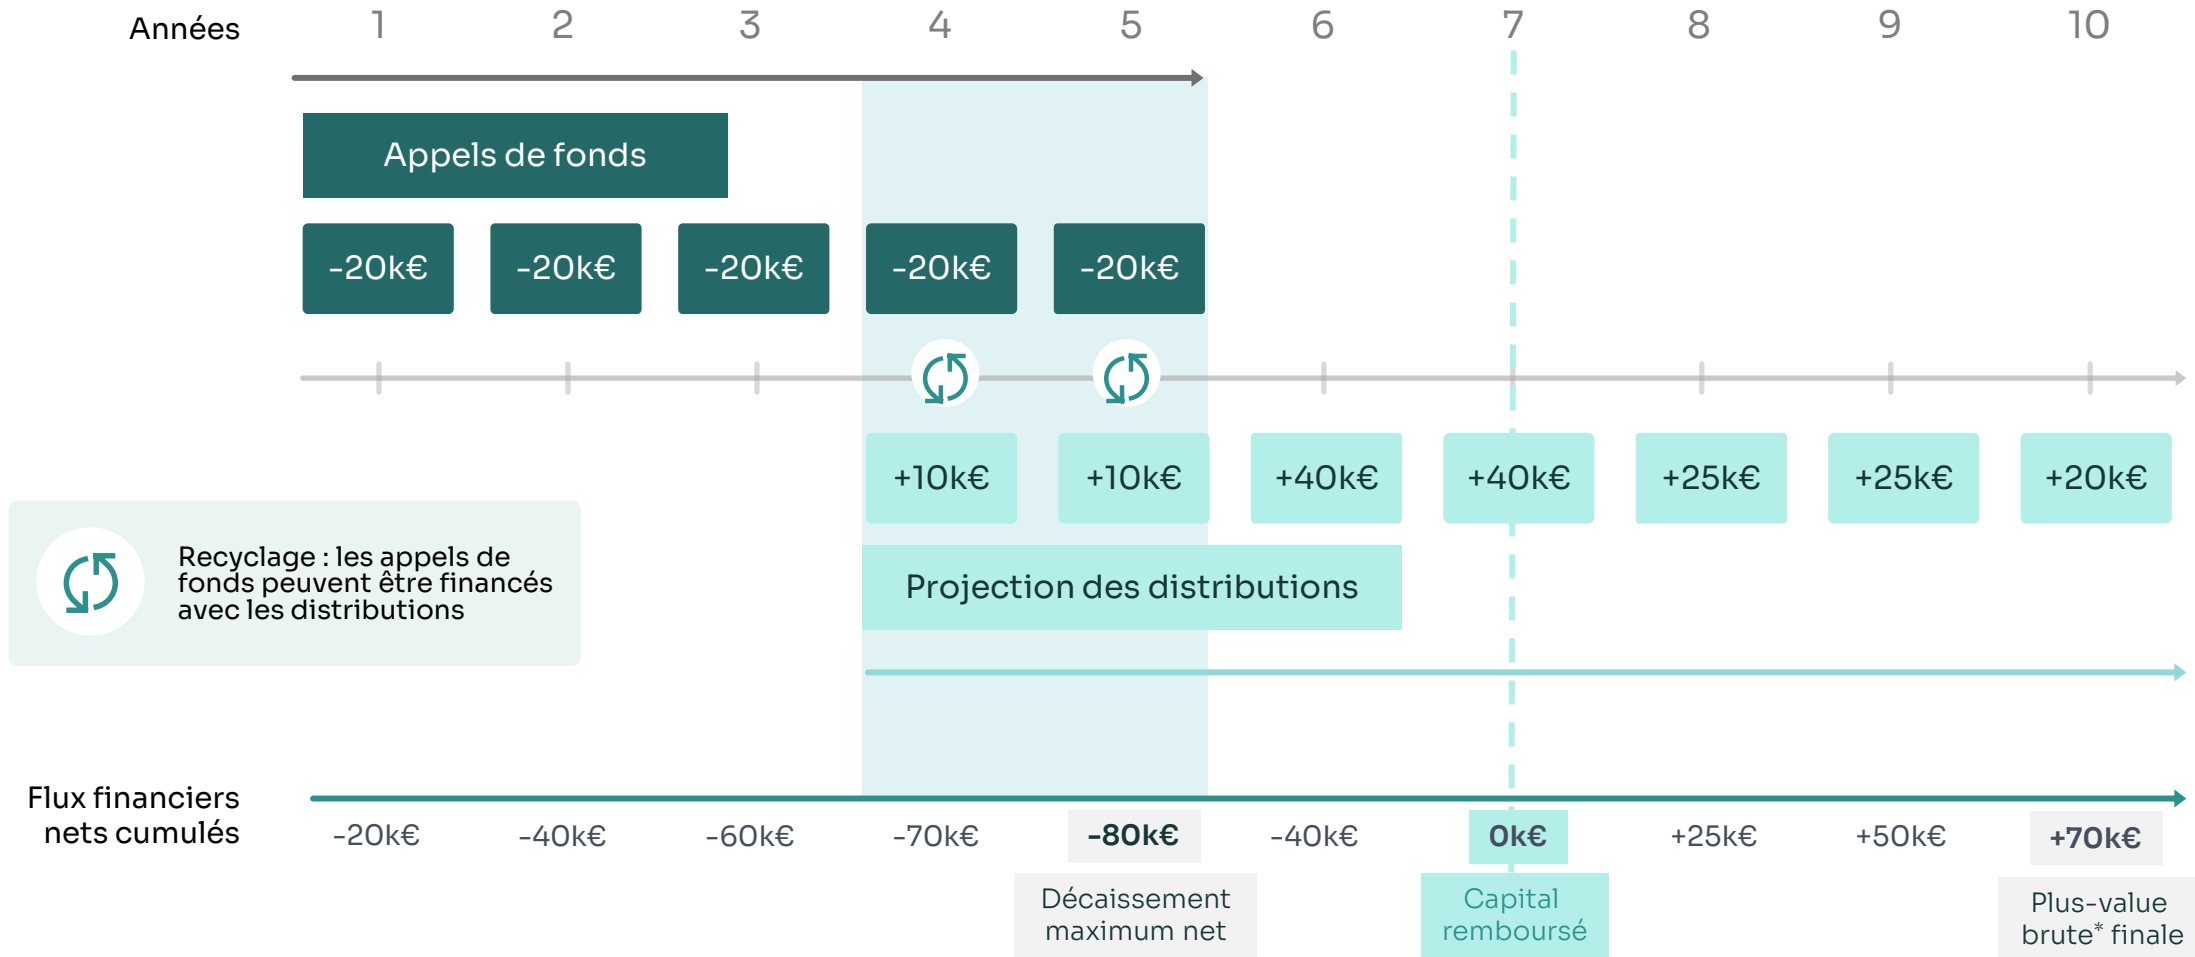 Années 1 2 3 4 5 6 7 8 9 10
Appels de fonds
-20k€ -20k€ -20k€ -20k€ -20k€
+10k€ +10k€ +40k€ +40k€ +25k€ +25k€ +20k€
Recyclage : les appels de
fonds peuvent être financés
avec les distributions
Projection des distributions
Flux financiers
nets cumulés
-20k€ -40k€ -60k€ -70k€ -80k€ -40k€ 0k€ +25k€ +50k€ +70k€
Décaissement
maximum net
Capital
remboursé
Plus-value
brute* finale